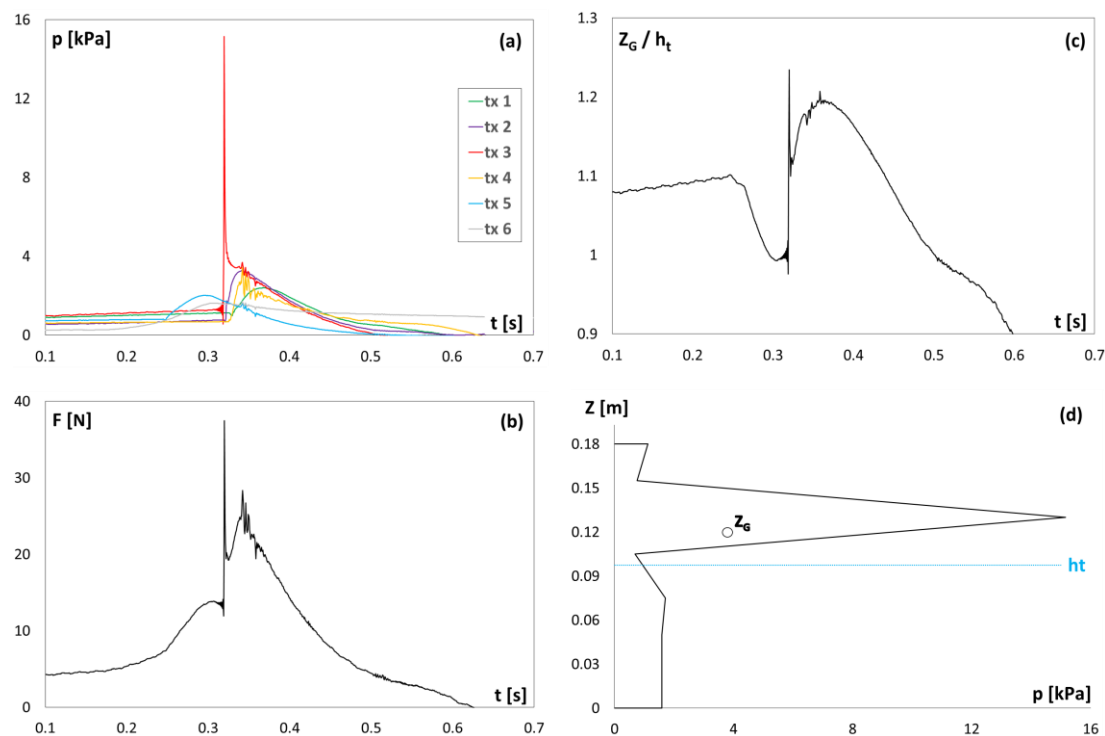 16
p [kPa]
(a)
12
8
4
0
tx 1
tx 2
tx 3
tx 4
tx 5
tx 6
t [s]
0.1 0.2 0.3 0.4 0.5 0.6 0.7
1.3
Z_G / h_t
(c)
1.2
1.1
1
0.9
t [s]
0.1 0.2 0.3 0.4 0.5 0.6 0.7
40
F [N]
(b)
30
20
10
0
t [s]
0.1 0.2 0.3 0.4 0.5 0.6 0.7
Z [m]
(d)
0.18
0.15
0.12
0.09
0.06
0.03
0
Z_G
ht
p [kPa]
0 4 8 12 16